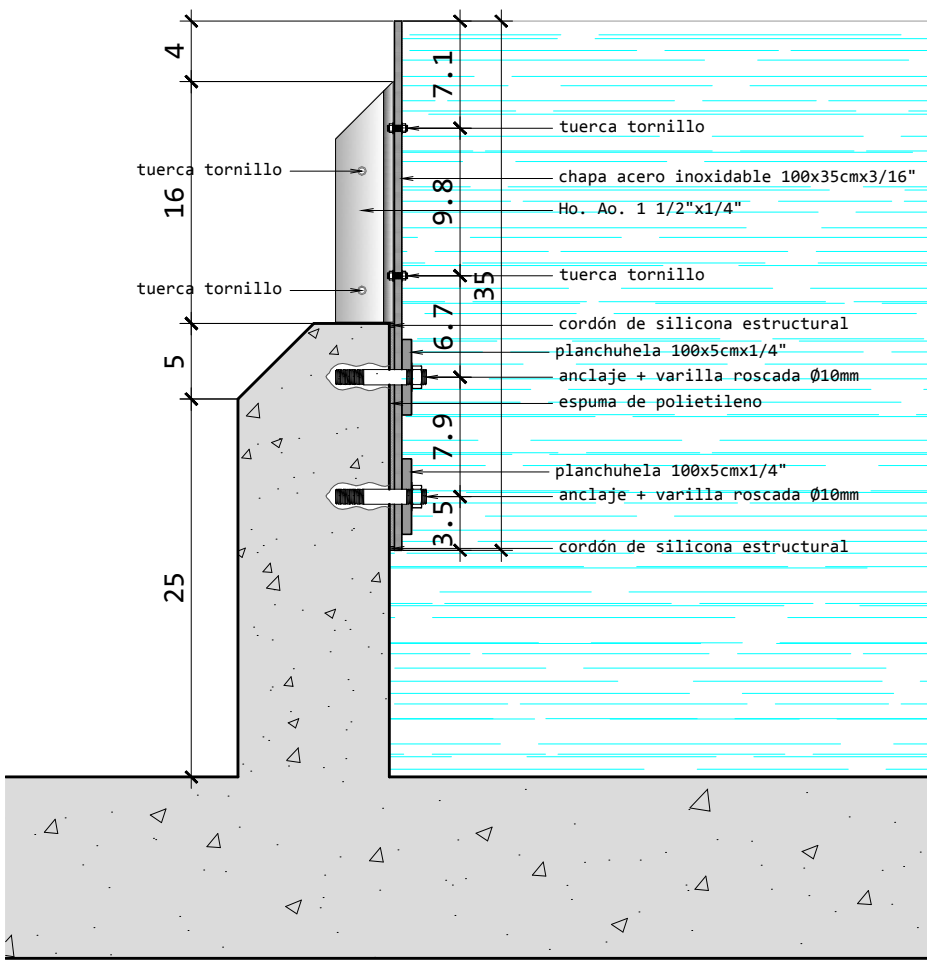 4
7.1
tuerca tornillo
tuerca tornillo
chapa acero inoxidable 100x35cmx3/16"
16
9.8
Ho. Ao. 1 1/2"x1/4"
tuerca tornillo
tuerca tornillo
35
cordón de silicona estructural
6.7
planchuhela 100x5cmx1/4"
5
anclaje + varilla roscada Ø10mm
espuma de polietileno
7.9
planchuhela 100x5cmx1/4"
anclaje + varilla roscada Ø10mm
3.5
cordón de silicona estructural
25